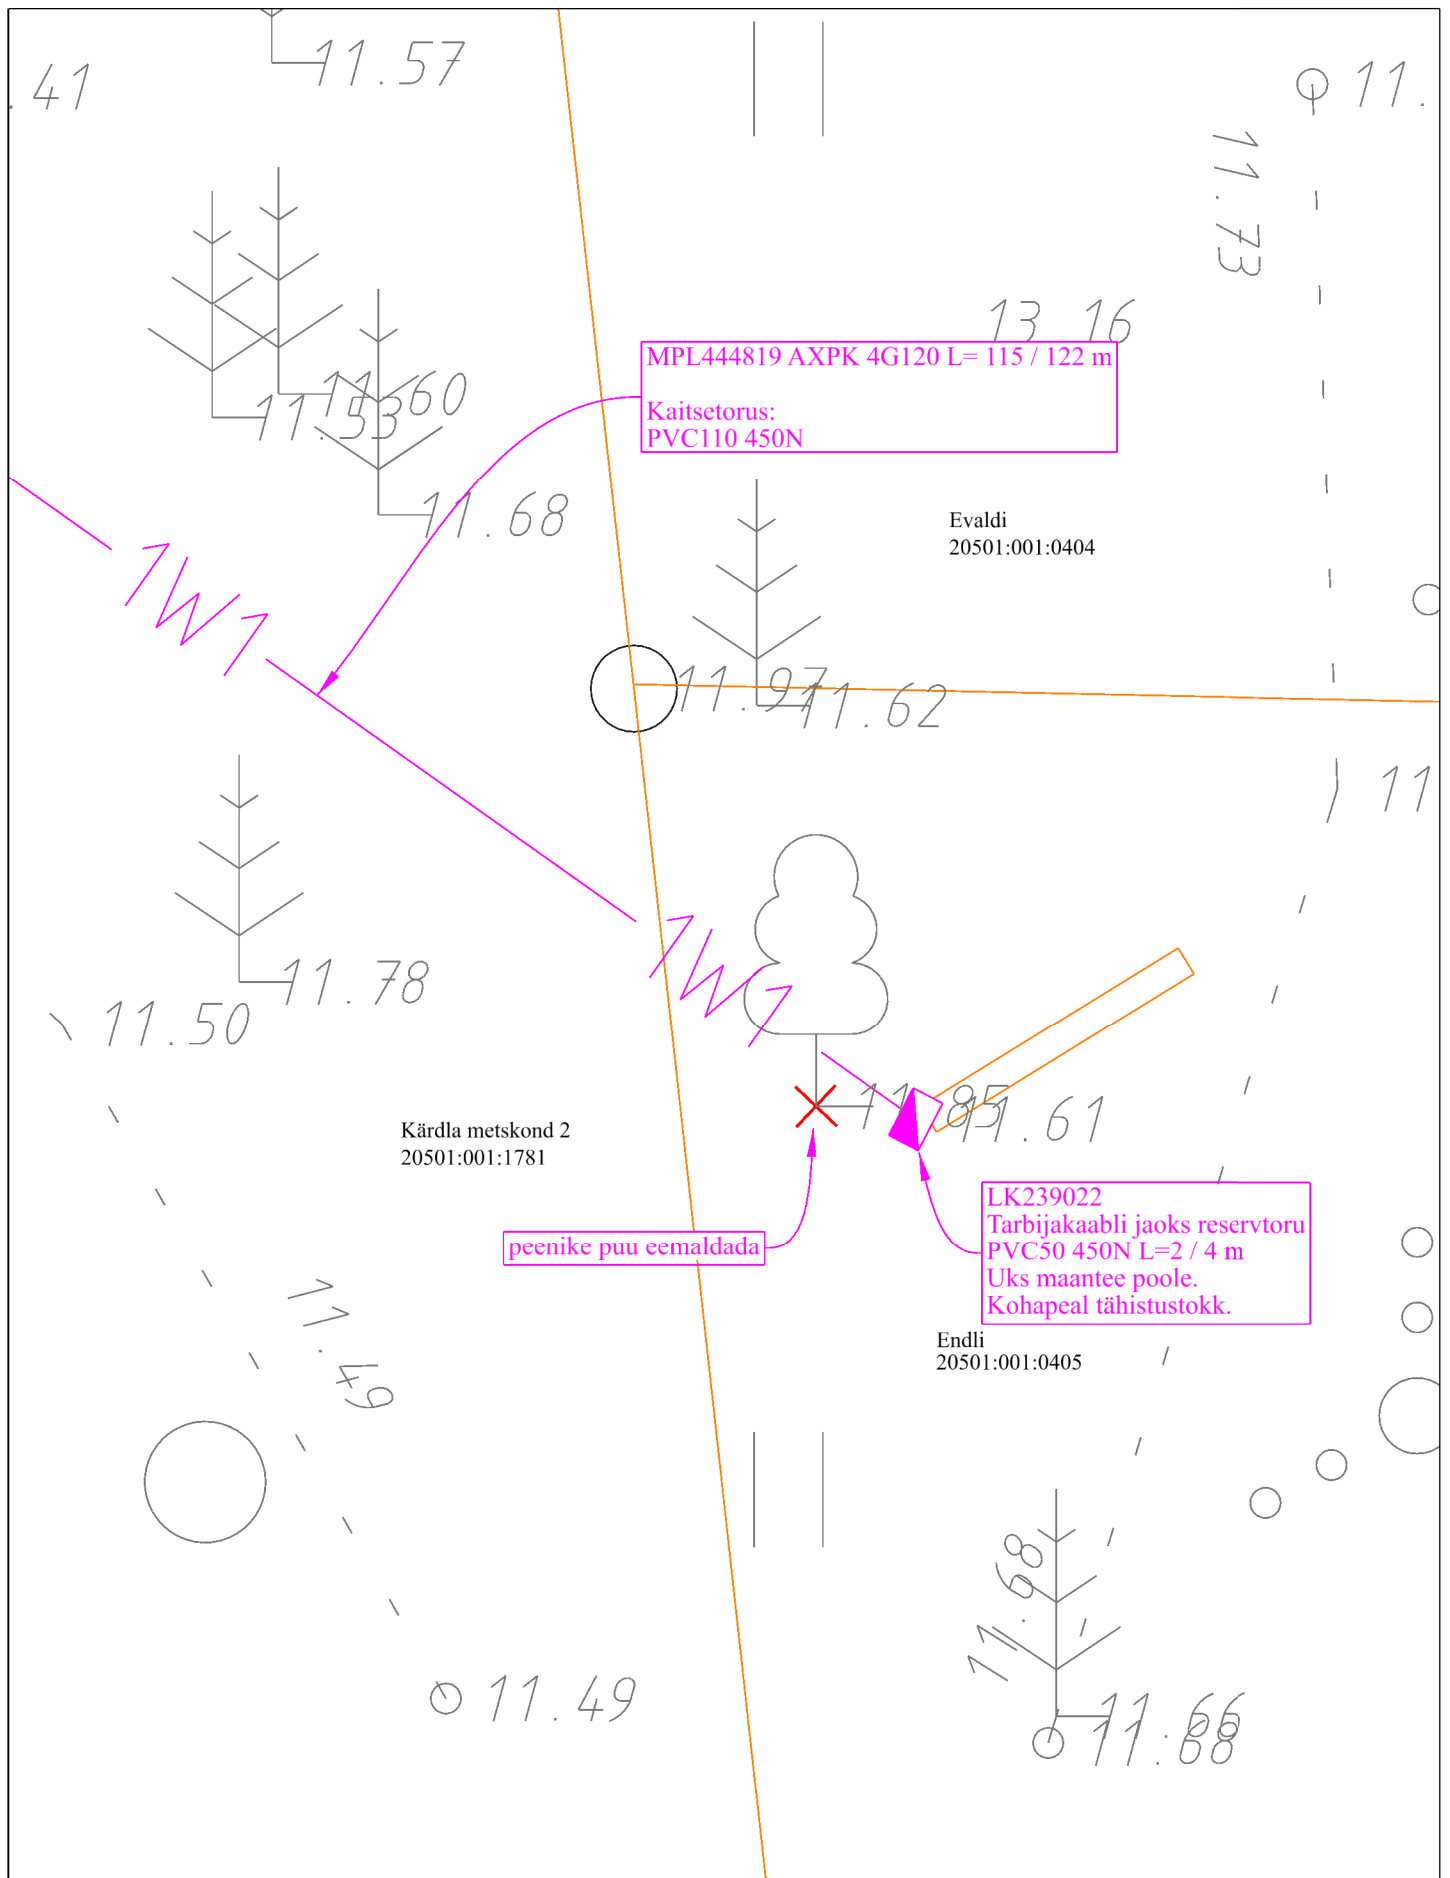 11.57
.41
11.
11.73
13 16
MPL444819 AXPK 4G120 L= 115 / 122 m
Kaitsetorus:
PVC110 450N
11.60
11.53
11.68
Evaldi
20501:001:0404
1W1
11.97
11.62
11
1W1
11.78
11.50
11.85
11.61
Kärdla metskond 2
20501:001:1781
LK239022
Tarbijakaabli jaoks reservtoru
PVC50 450N L=2 / 4 m
Uks maantee poole.
Kohapeal tähistustokk.
peenike puu eemaldada
11.49
Endli
20501:001:0405
11.68
11.49
11.66
11.68